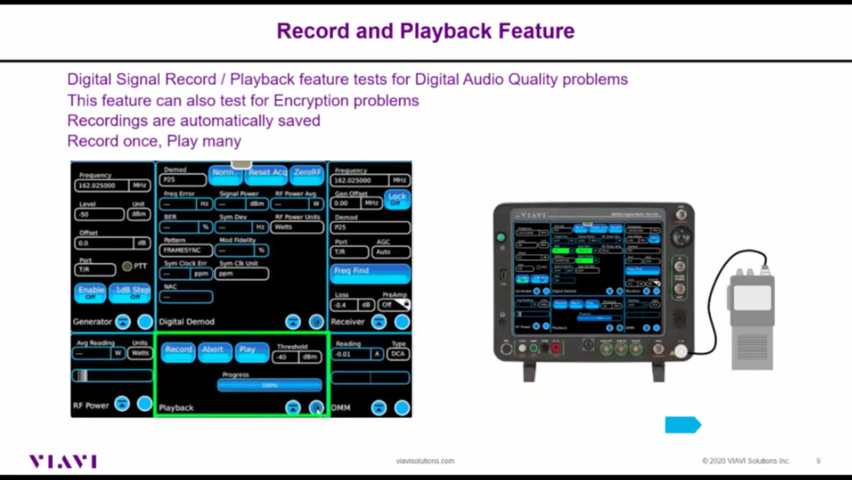 Record and Playback Feature
Digital Signal Record / Playback feature tests for Digital Audio Quality problems
This feature can also test for Encryption problems
Recordings are automatically saved
Record once, Play many
Frequency
162.025000 MHz
Level Unit
-50 dBm
Offset
0.0 dB
Port
T/R PTT
Enable Off .1dB Step Off
Generator
Demod
P25 Norm. Reset Acq ZeroRF
Freq Error Signal Power RF Power Avg
--- Hz --- dBm --- W
BER Sym Dev RF Power Units
--- % --- Hz Watts
Pattern Mod Fidelity
FRAMESYNC --- %
Sym Clock Err Sym Clk Unit
--- ppm ppm
NAC
---
Digital Demod
Frequency
162.025000 MHz
Gen Offset Lock
0.00 MHz Off
Demod
P25
Port AGC
T/R Auto
Freq Find
Loss PreAmp
-0.4 dB Off
Receiver
Avg Reading Units
--- W Watts
RF Power
Record Abort Play Threshold
-40 dBm
Progress
100%
Playback
Reading Type
-0.01 A DCA
DMM
VIAVI
VIAVI
viavisolutions.com
© 2020 VIAVI Solutions Inc.
9